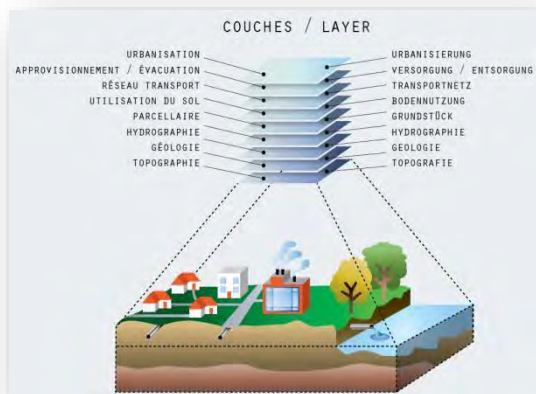 COUCHES / LAYER
URBANISATION URBANISIERUNG
APPROVISIONNEMENT / ÉVACUATION VERSORGUNG / ENTSORGUNG
RÉSEAU TRANSPORT TRANSPORTNETZ
UTILISATION DU SOL BODENNUTZUNG
PARCELLAIRE GRUNDSTÜCK
HYDROGRAPHIE HYDROGRAPHIE
GÉOLOGIE GEOLOGIE
TOPOGRAPHIE TOPOGRAFIE